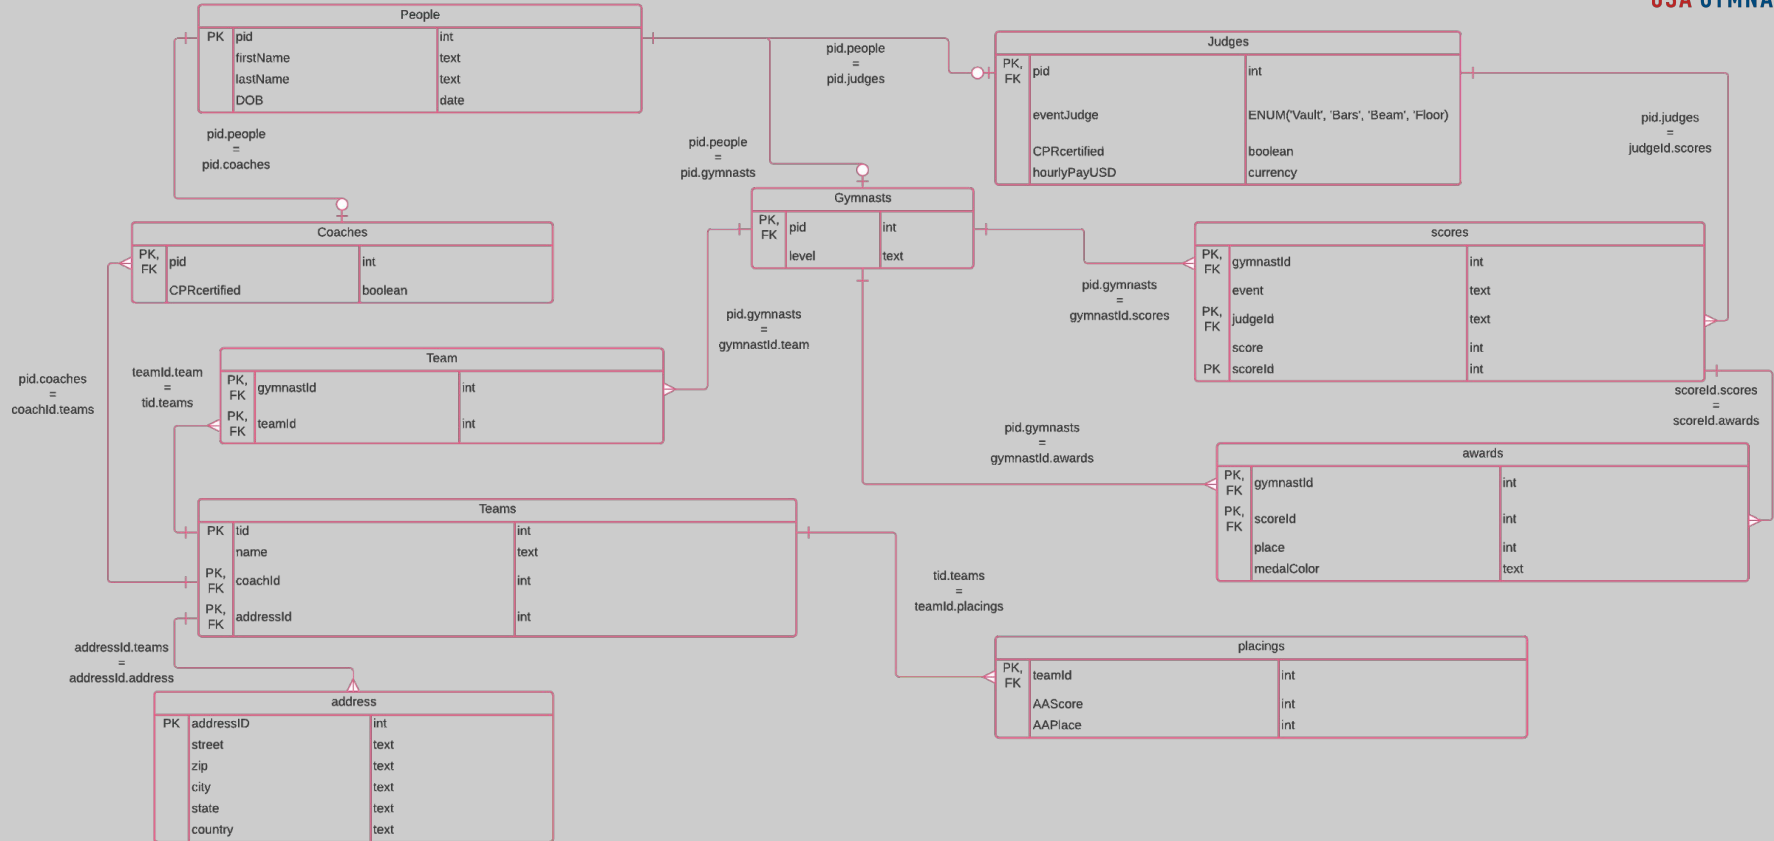 USA GYMNA
People
PK pid int
firstName text
lastName text
DOB date
pid.people
=
pid.judges
Judges
PK,
FK
pid int
eventJudge ENUM('Vault', 'Bars', 'Beam', 'Floor)
CPRcertified boolean
hourlyPayUSD currency
pid.judges
=
judgeId.scores
pid.people
=
pid.coaches
pid.people
=
pid.gymnasts
Gymnasts
PK,
FK
pid int
level text
Coaches
PK,
FK
pid int
CPRcertified boolean
scores
PK,
FK
gymnastId int
event text
PK,
FK
judgeId text
score int
PK scoreId int
pid.gymnasts
=
gymnastId.scores
pid.gymnasts
=
gymnastId.team
Team
PK,
FK
gymnastId int
PK,
FK
teamId int
teamId.team
=
tid.teams
pid.coaches
=
coachId.teams
scoreId.scores
=
scoreId.awards
pid.gymnasts
=
gymnastId.awards
awards
PK,
FK
gymnastId int
PK,
FK
scoreId int
place int
medalColor text
Teams
PK tid int
name text
PK,
FK
coachId int
PK,
FK
addressId int
tid.teams
=
teamId.placings
addressId.teams
=
addressId.address
placings
PK,
FK
teamId int
AAScore int
AAPlace int
address
PK addressID int
street text
zip text
city text
state text
country text